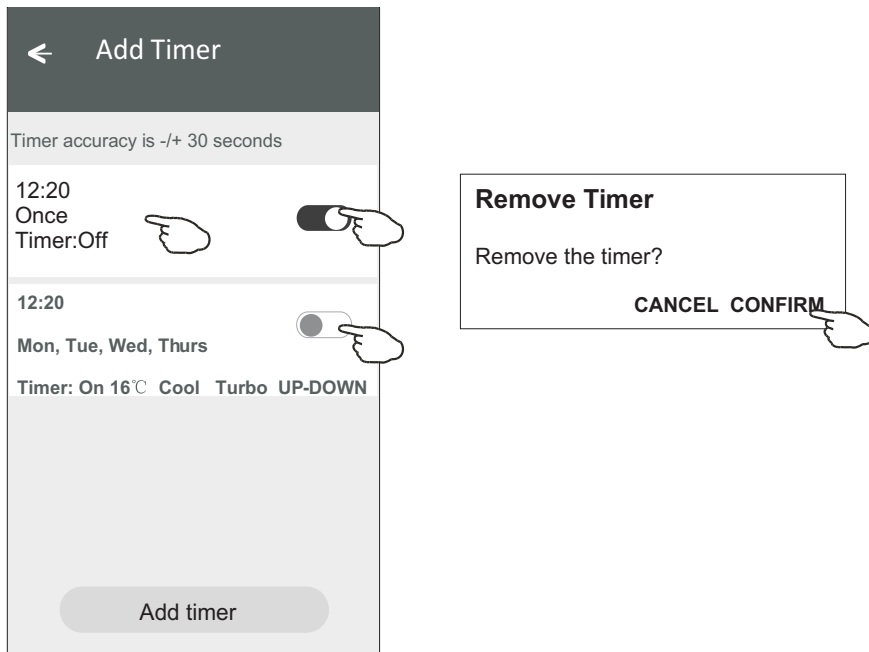 Add Timer
Timer accuracy is -/+ 30 seconds
12:20
Once
Timer:Off
12:20
Mon, Tue, Wed, Thurs
Timer: On 16℃ Cool Turbo UP-DOWN
Add timer
Remove Timer
Remove the timer?
CANCEL CONFIRM